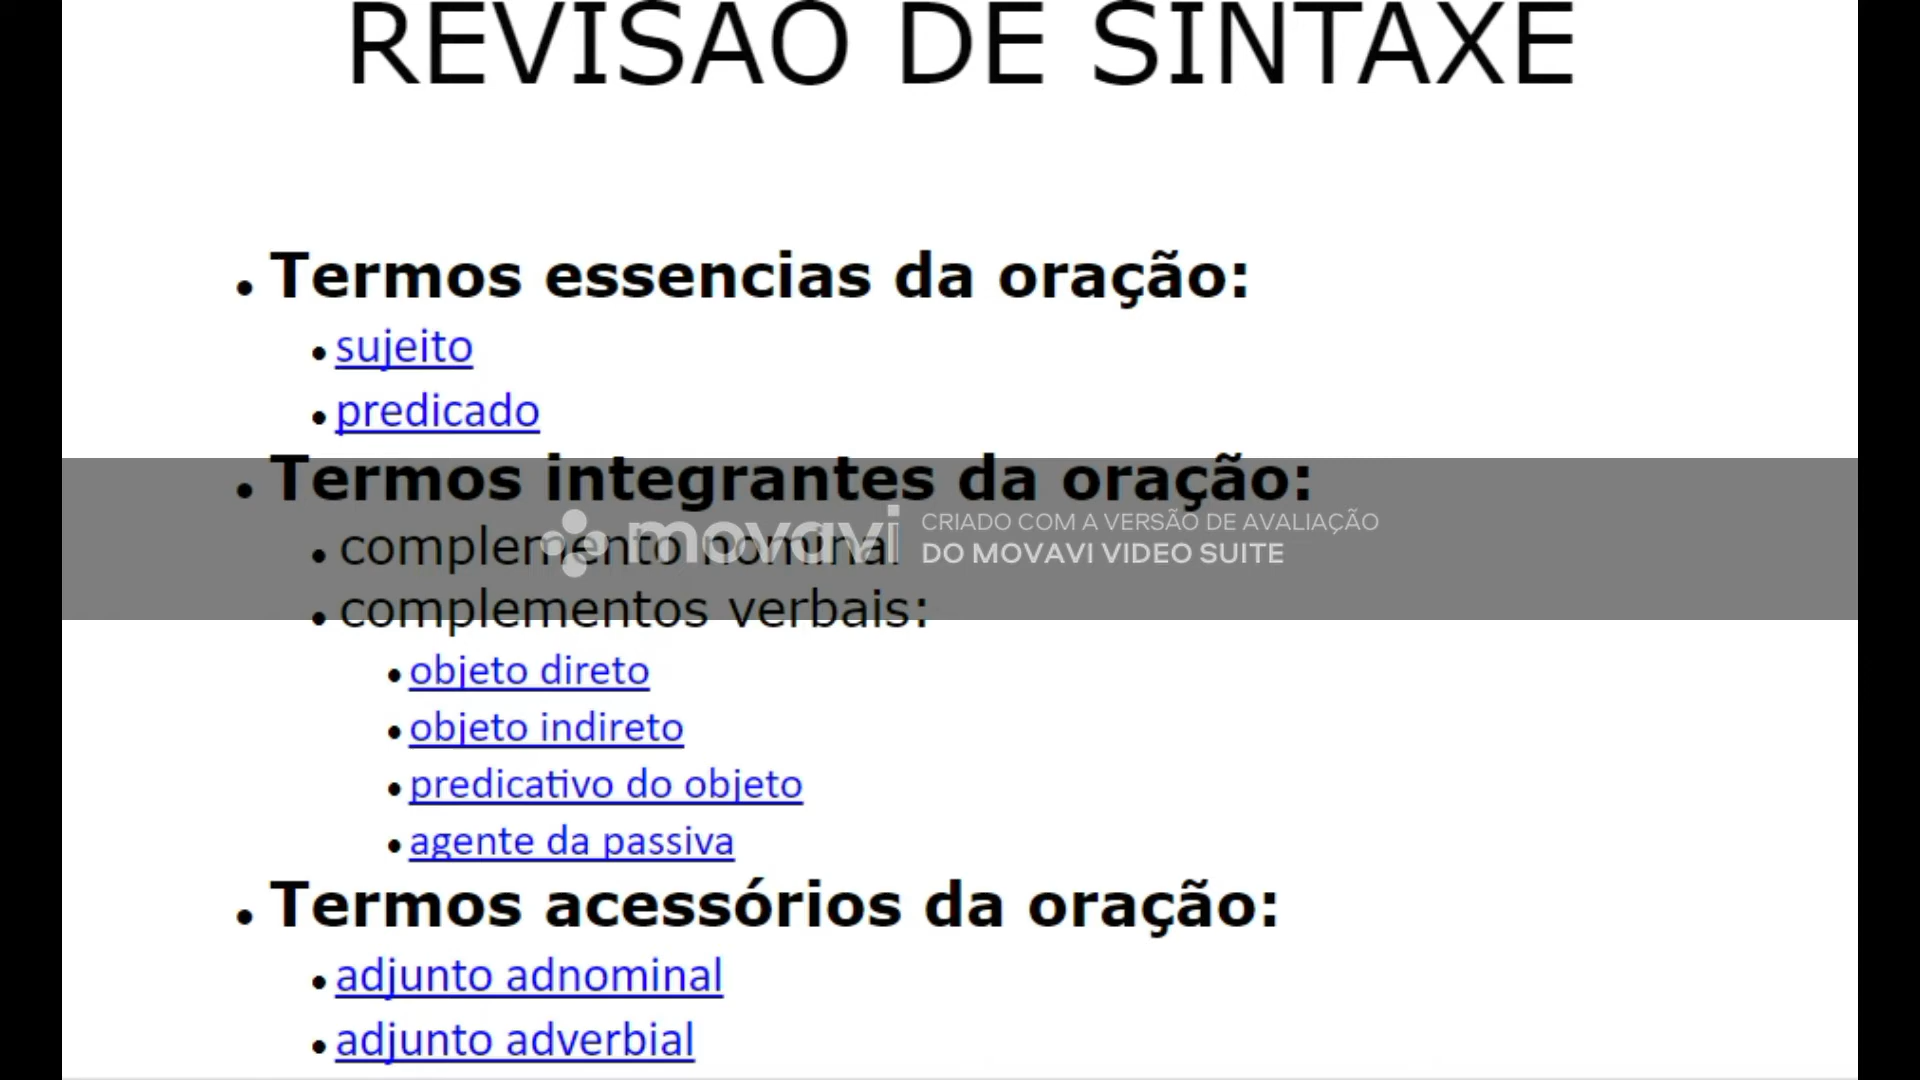 REVISAO DE SINTAXE
• Termos essencias da oração:
• sujeito
• predicado
• Termos integrantes da oração:
• complemento nominal
movavi
CRIADO COM A VERSÃO DE AVALIAÇÃO
DO MOVAVI VIDEO SUITE
• complementos verbais:
• objeto direto
• objeto indireto
• predicativo do objeto
• agente da passiva
• Termos acessórios da oração:
• adjunto adnominal
• adjunto adverbial